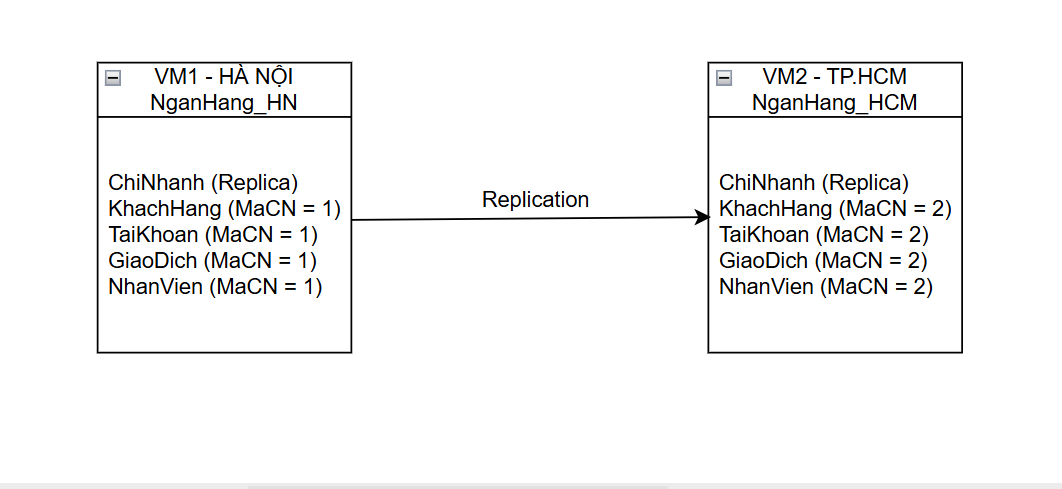 VM1 - HÀ NỘI
NganHang_HN
ChiNhanh (Replica)
KhachHang (MaCN = 1)
TaiKhoan (MaCN = 1)
GiaoDich (MaCN = 1)
NhanVien (MaCN = 1)
Replication
VM2 - TP.HCM
NganHang_HCM
ChiNhanh (Replica)
KhachHang (MaCN = 2)
TaiKhoan (MaCN = 2)
GiaoDich (MaCN = 2)
NhanVien (MaCN = 2)